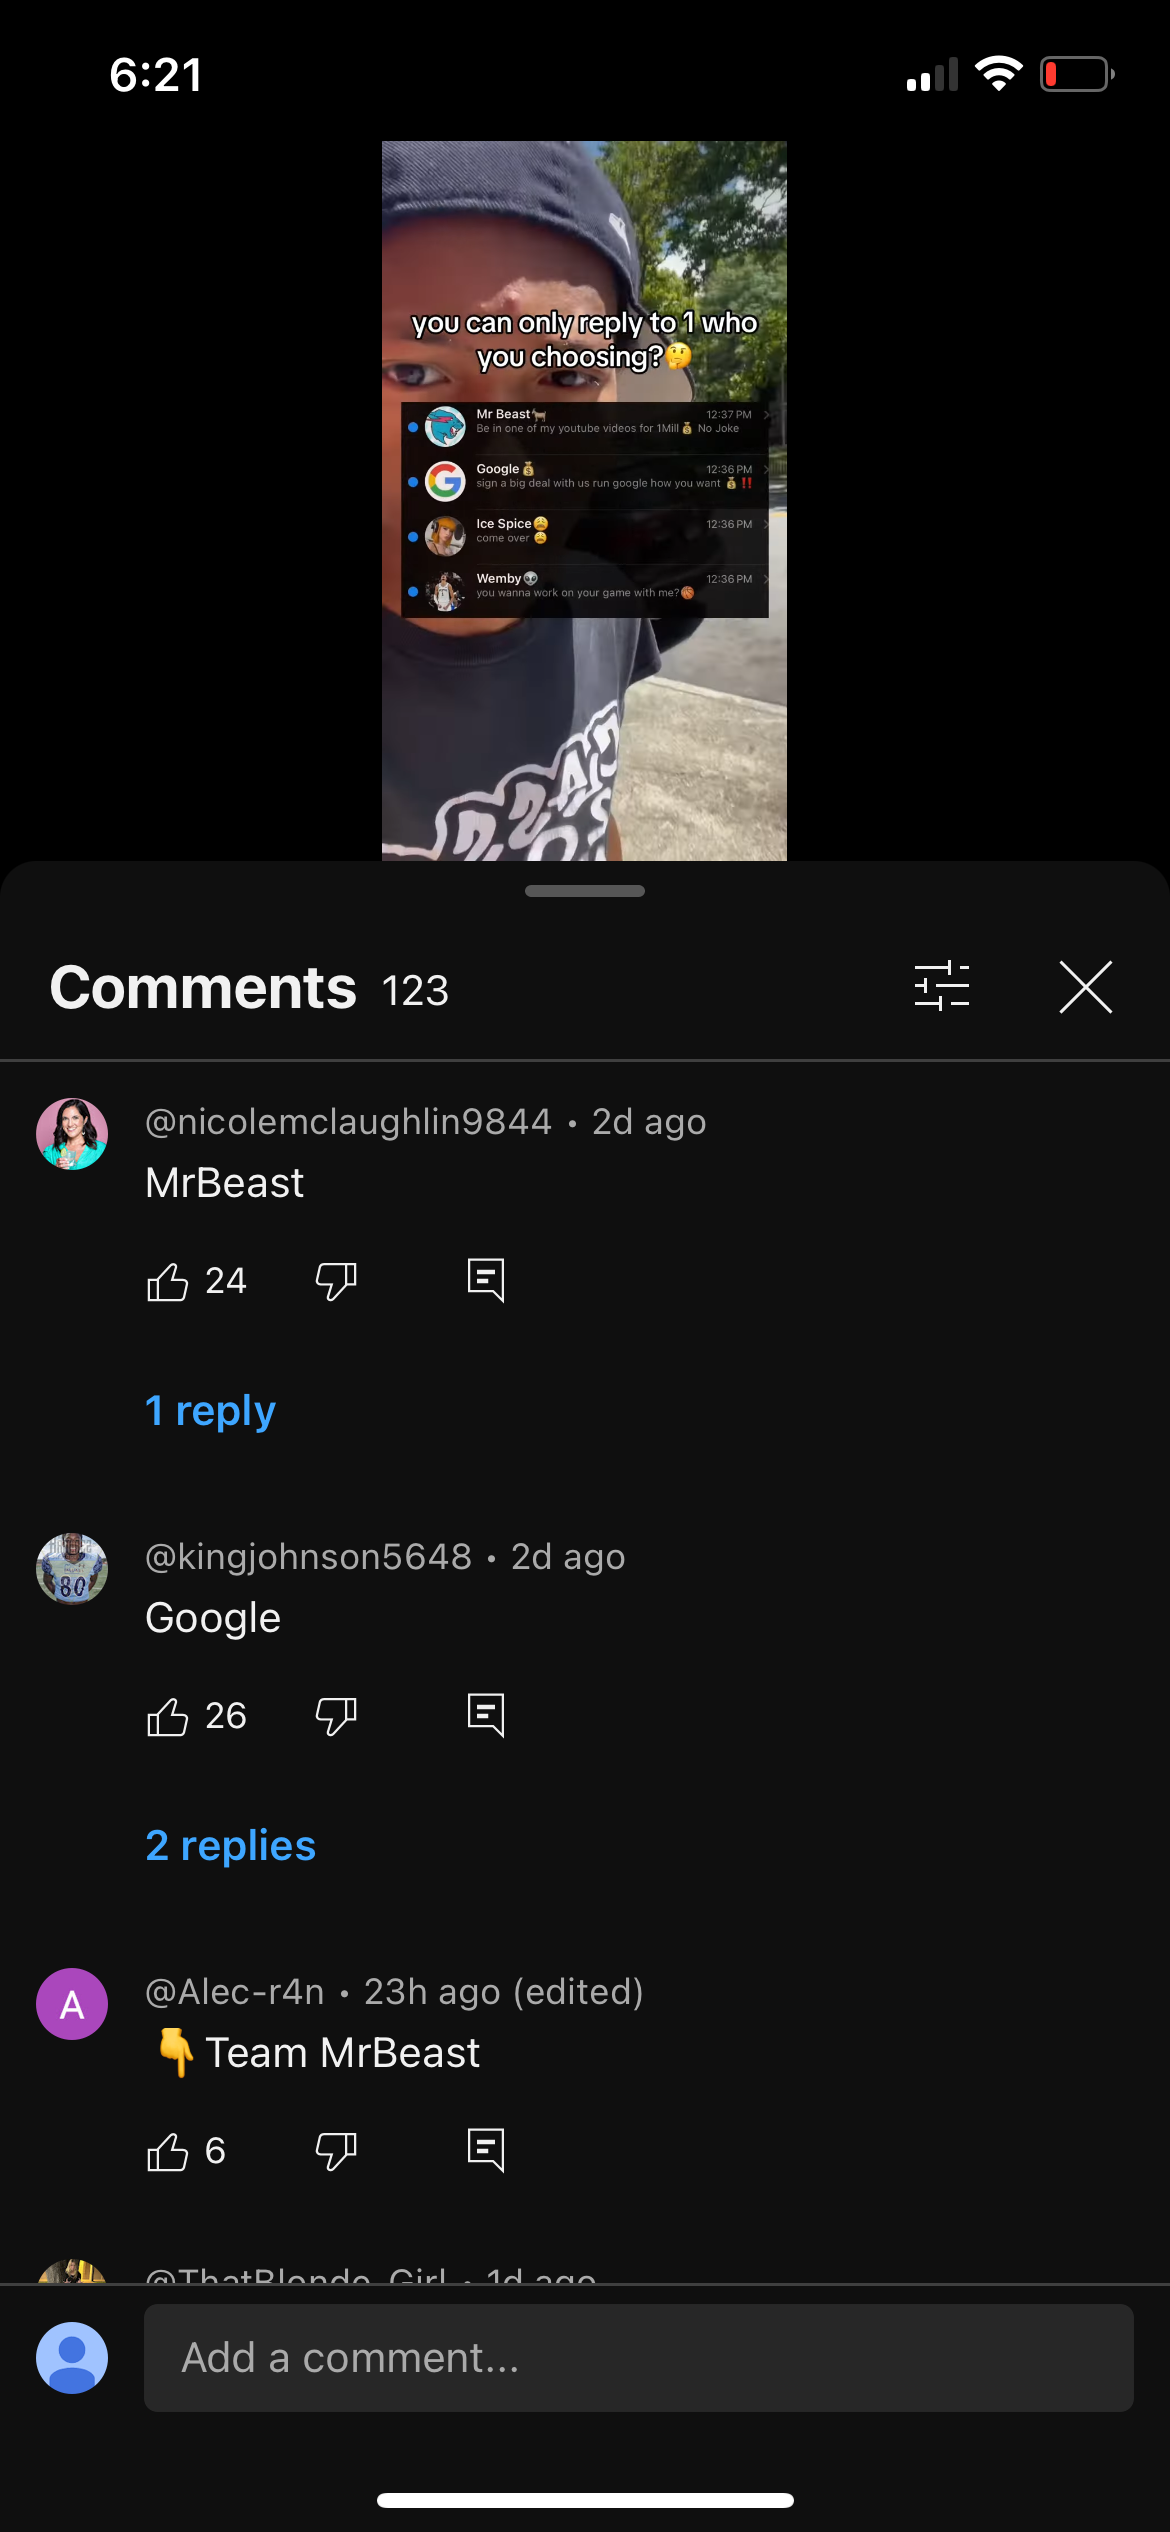 6:21
you can only reply to 1 who
you choosing?🤔
Mr Beast🐐 12:37 PM
Be in one of my youtube videos for 1Mill💰 No Joke
Google💰 12:36 PM
sign a big deal with us run google how you want 💰 ‼️
Ice Spice😩 12:36 PM
come over 😩
Wemby👽 12:36 PM
you wanna work on your game with me?🏀
Comments 123
@nicolemclaughlin9844 • 2d ago
MrBeast
24
1 reply
@kingjohnson5648 • 2d ago
80
Google
26
2 replies
A @Alec-r4n • 23h ago (edited)
👇Team MrBeast
6
@ThatBlonde_Girl • 1d ago
Add a comment...